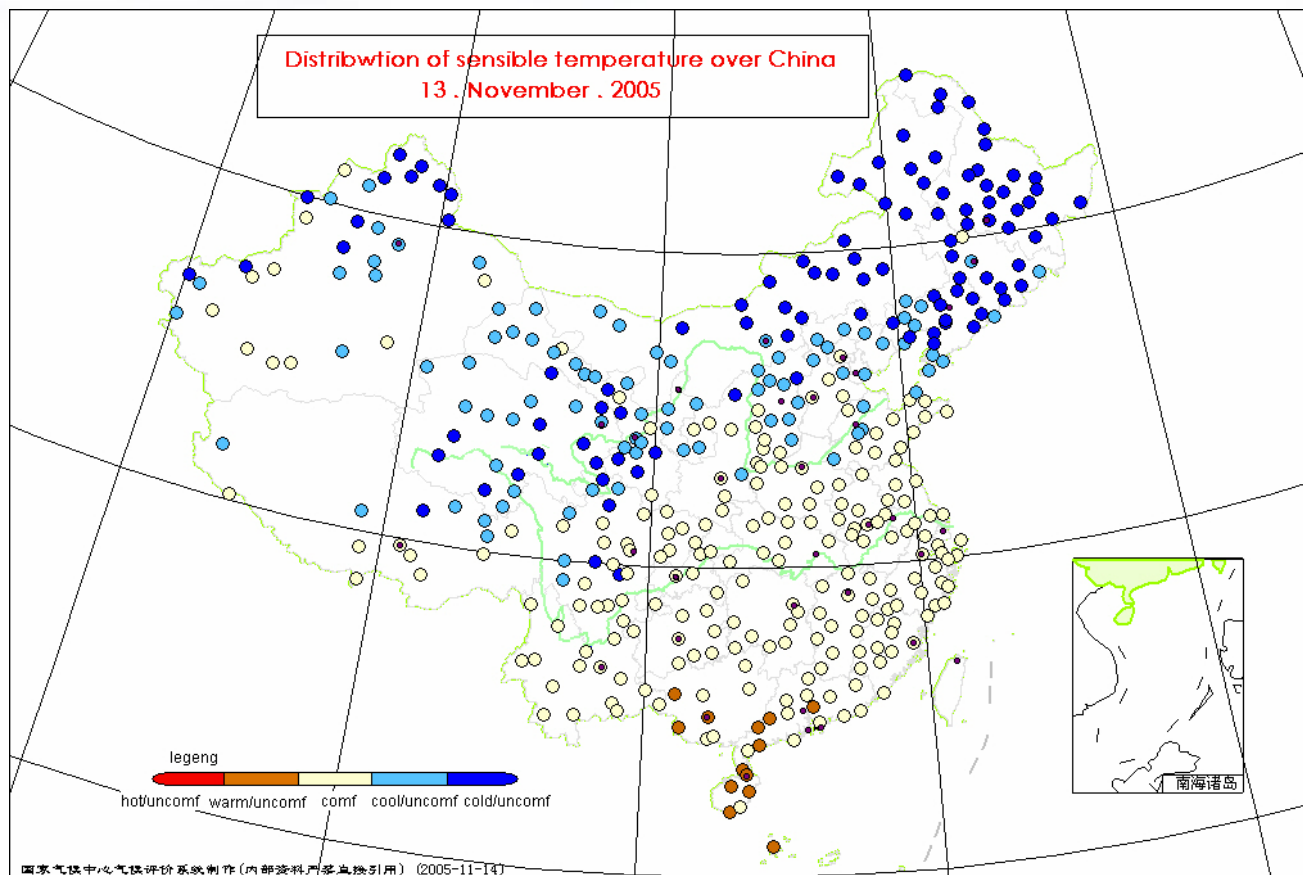 Distribwtion of sensible temperature over China
13 . November . 2005
legeng
hot/uncomf warm/uncomf comf cool/uncomf cold/uncomf
南海诸岛
国家气候中心气候评价系统制作(内部资料严禁直接引用) (2005-11-14)